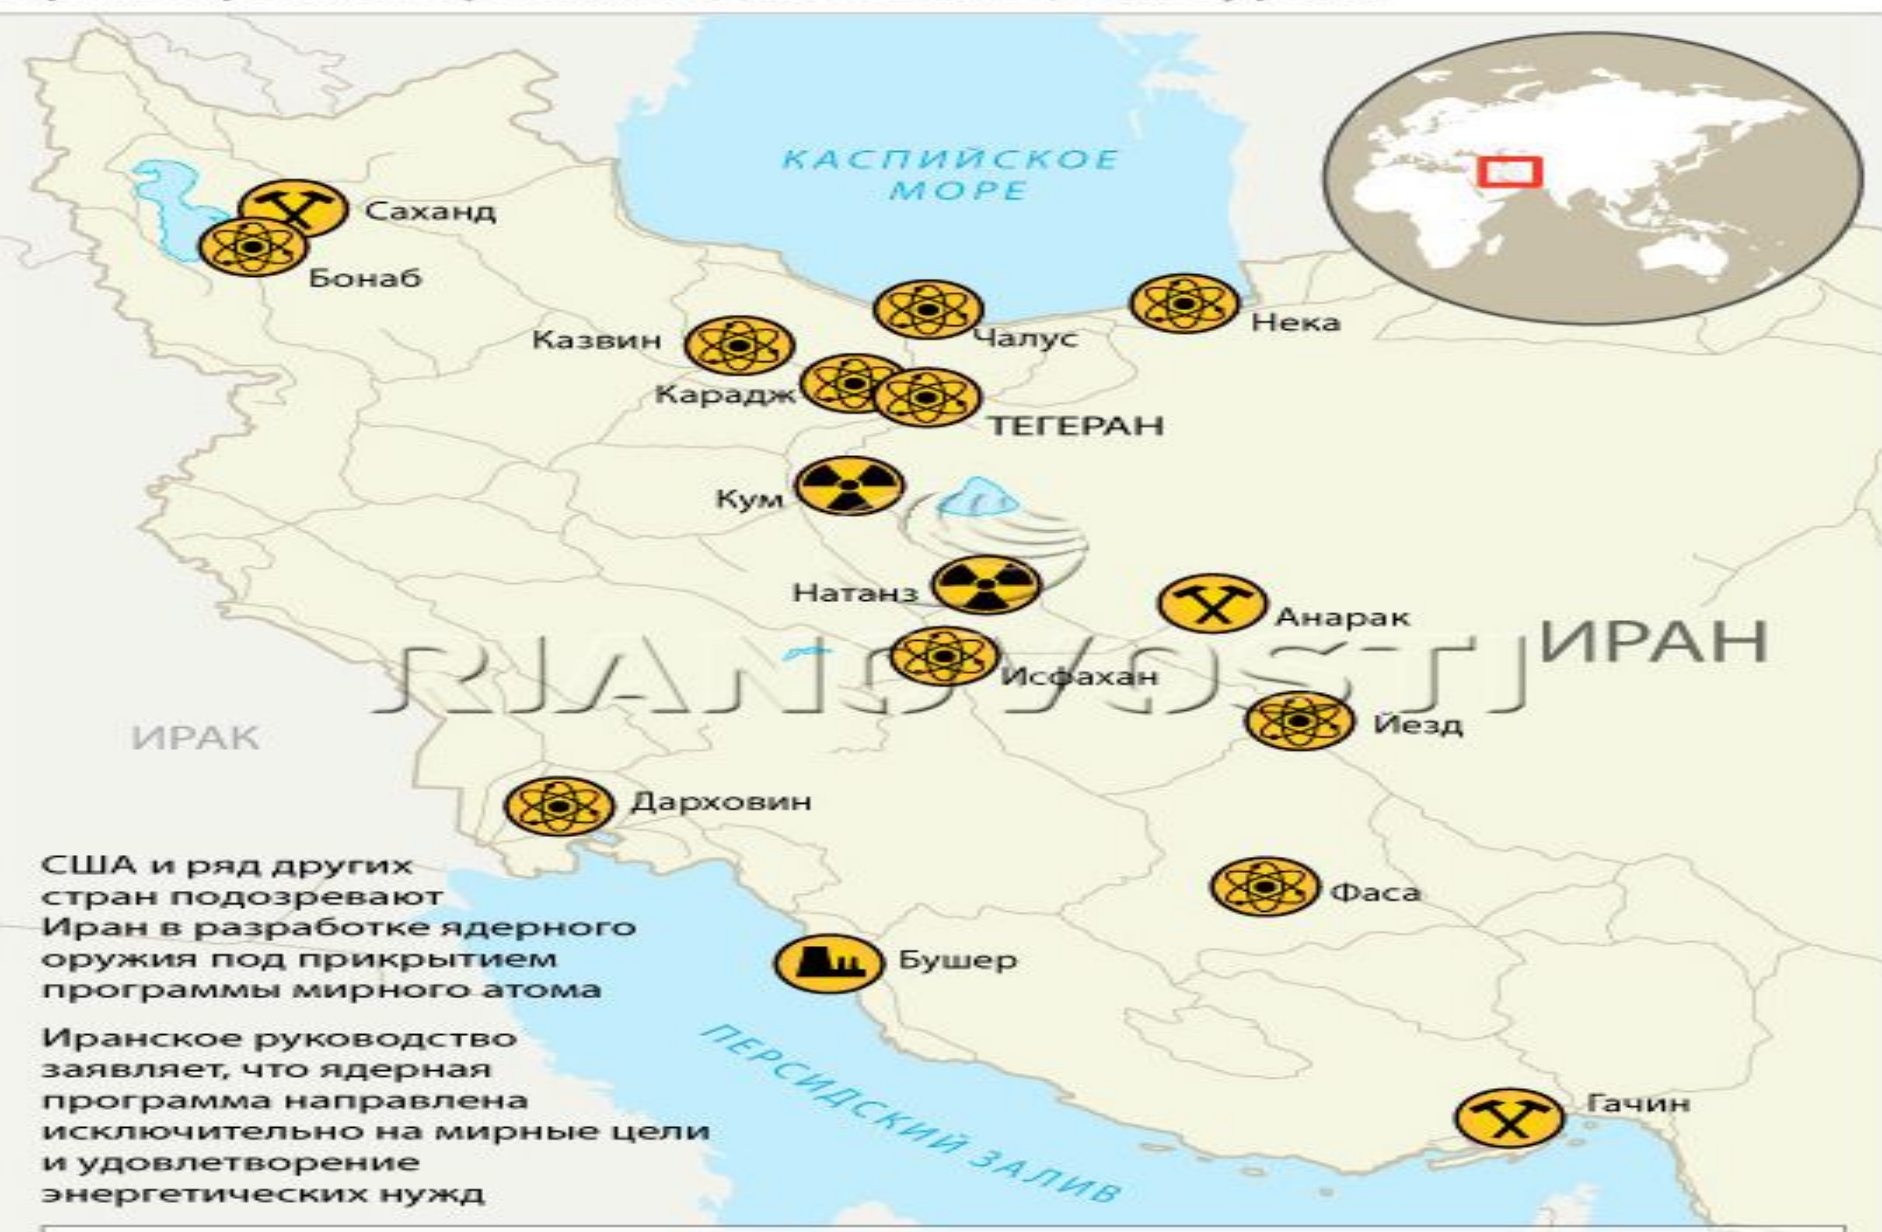 КАСПИЙСКОЕ
МОРЕ
Саханд
Бонаб
Казвин
Чалус
Нека
Карадж
ТЕГЕРАН
Кум
Натанз
Анарак
ИРАН
RIANOVOSTI
Исфахан
Йезд
ИРАК
Дарховин
Фаса
Бушер
ПЕРСИДСКИЙ ЗАЛИВ
Гачин
США и ряд других
стран подозревают
Иран в разработке ядерного
оружия под прикрытием
программы мирного атома
Иранское руководство
заявляет, что ядерная
программа направлена
исключительно на мирные цели
и удовлетворение
энергетических нужд